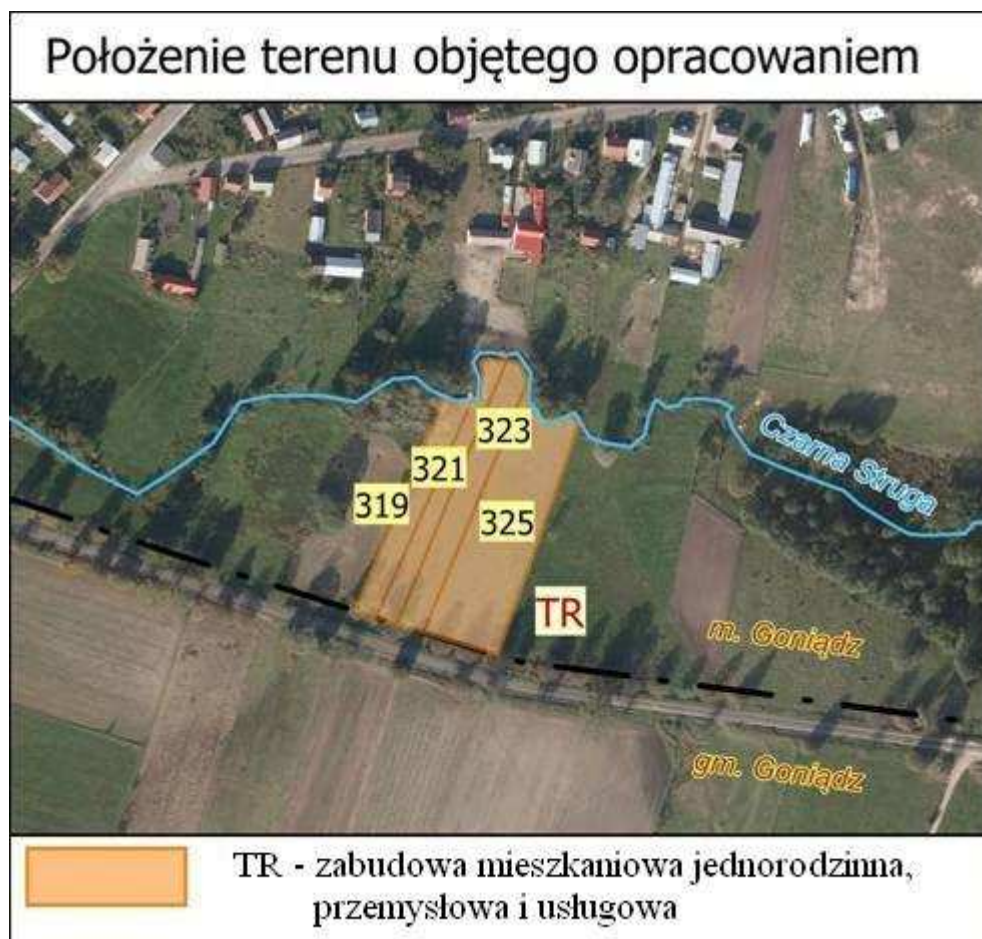 Położenie terenu objętego opracowaniem
323
321
319
325
Czarna Struga
TR
m. Goniądz
gm. Goniądz
TR - zabudowa mieszkaniowa jednorodzinna,
przemysłowa i usługowa